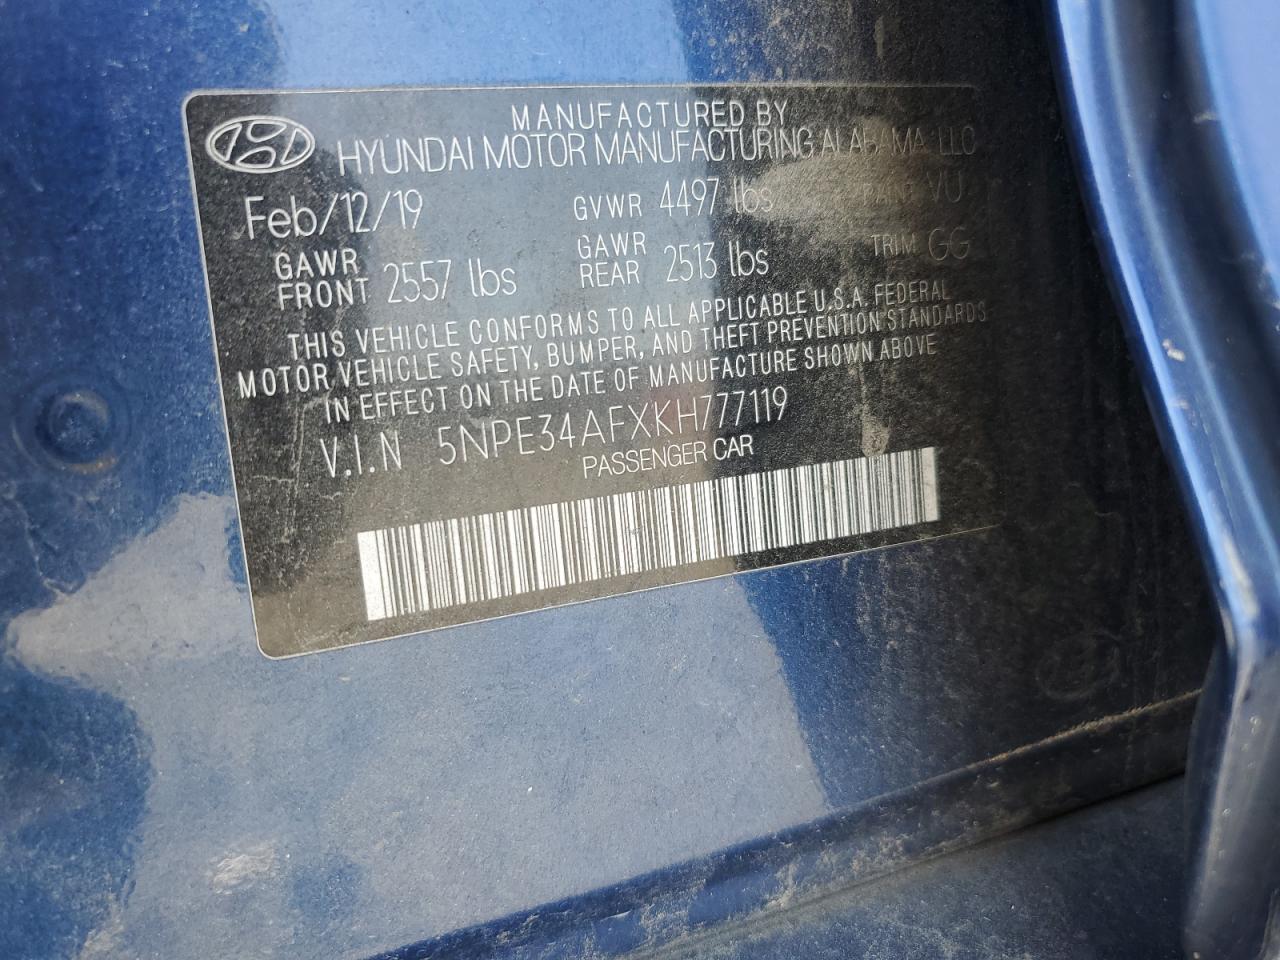 MANUFACTURED BY
HYUNDAI MOTOR MANUFACTURING ALABAMA, LLC
Feb/12/19 GVWR 4497 lbs PAINT VU
GAWR FRONT 2557 lbs GAWR REAR 2513 lbs TRIM GG
THIS VEHICLE CONFORMS TO ALL APPLICABLE U.S.A. FEDERAL
MOTOR VEHICLE SAFETY, BUMPER, AND THEFT PREVENTION STANDARDS
IN EFFECT ON THE DATE OF MANUFACTURE SHOWN ABOVE
V.I.N 5NPE34AFXKH777119
PASSENGER CAR